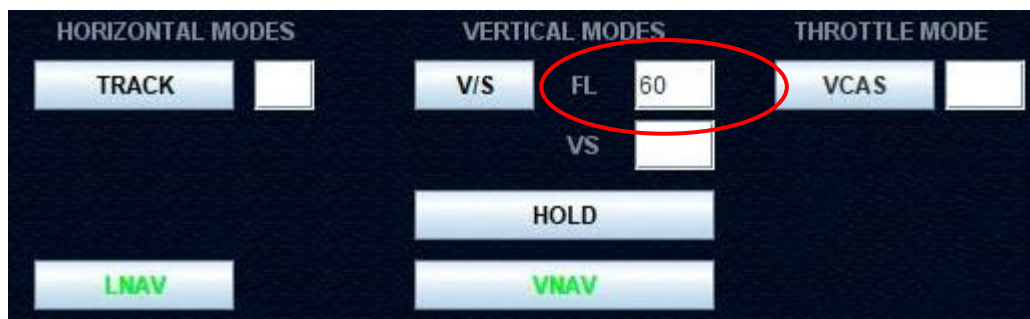 HORIZONTAL MODES VERTICAL MODES THROTTLE MODE
TRACK V/S FL 60 VCAS
VS
HOLD
LNAV VNAV